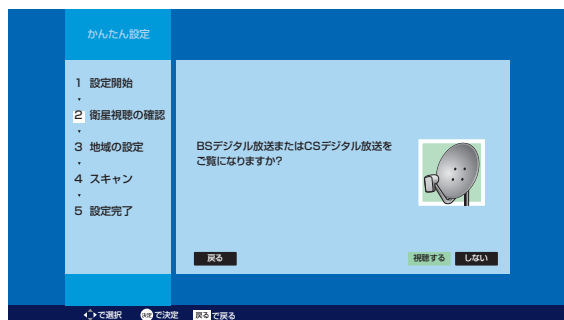 かんたん設定
1 設定開始
2 衛星視聴の確認
3 地域の設定
4 スキャン
5 設定完了
BSデジタル放送またはCSデジタル放送を
ご覧になりますか?
戻る 視聴する しない
で選択 決定で決定 戻るで戻る